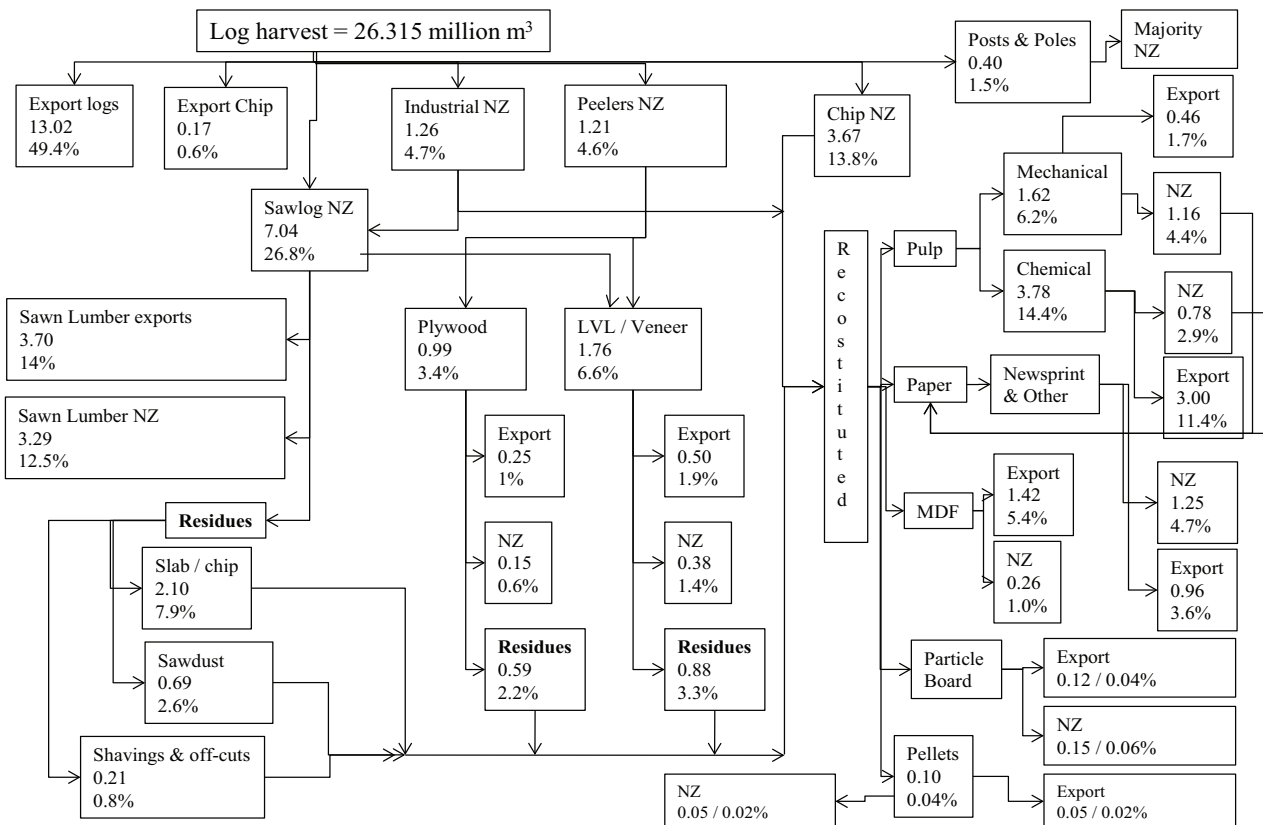 Log harvest = 26.315 million m³
Posts & Poles
0.40
1.5%
Majority
NZ
Export logs
13.02
49.4%
Export Chip
0.17
0.6%
Industrial NZ
1.26
4.7%
Peelers NZ
1.21
4.6%
Chip NZ
3.67
13.8%
Export
0.46
1.7%
Mechanical
1.62
6.2%
NZ
1.16
4.4%
Sawlog NZ
7.04
26.8%
Recostituted
Pulp
Chemical
3.78
14.4%
NZ
0.78
2.9%
Sawn Lumber exports
3.70
14%
Plywood
0.99
3.4%
LVL / Veneer
1.76
6.6%
Paper
Newsprint
& Other
Export
3.00
11.4%
Sawn Lumber NZ
3.29
12.5%
Export
0.25
1%
Export
0.50
1.9%
Export
1.42
5.4%
NZ
1.25
4.7%
Residues
MDF
NZ
0.15
0.6%
NZ
0.38
1.4%
NZ
0.26
1.0%
Export
0.96
3.6%
Slab / chip
2.10
7.9%
Residues
0.59
2.2%
Residues
0.88
3.3%
Particle
Board
Export
0.12 / 0.04%
Sawdust
0.69
2.6%
NZ
0.15 / 0.06%
Shavings & off-cuts
0.21
0.8%
Pellets
0.10
0.04%
NZ
0.05 / 0.02%
Export
0.05 / 0.02%